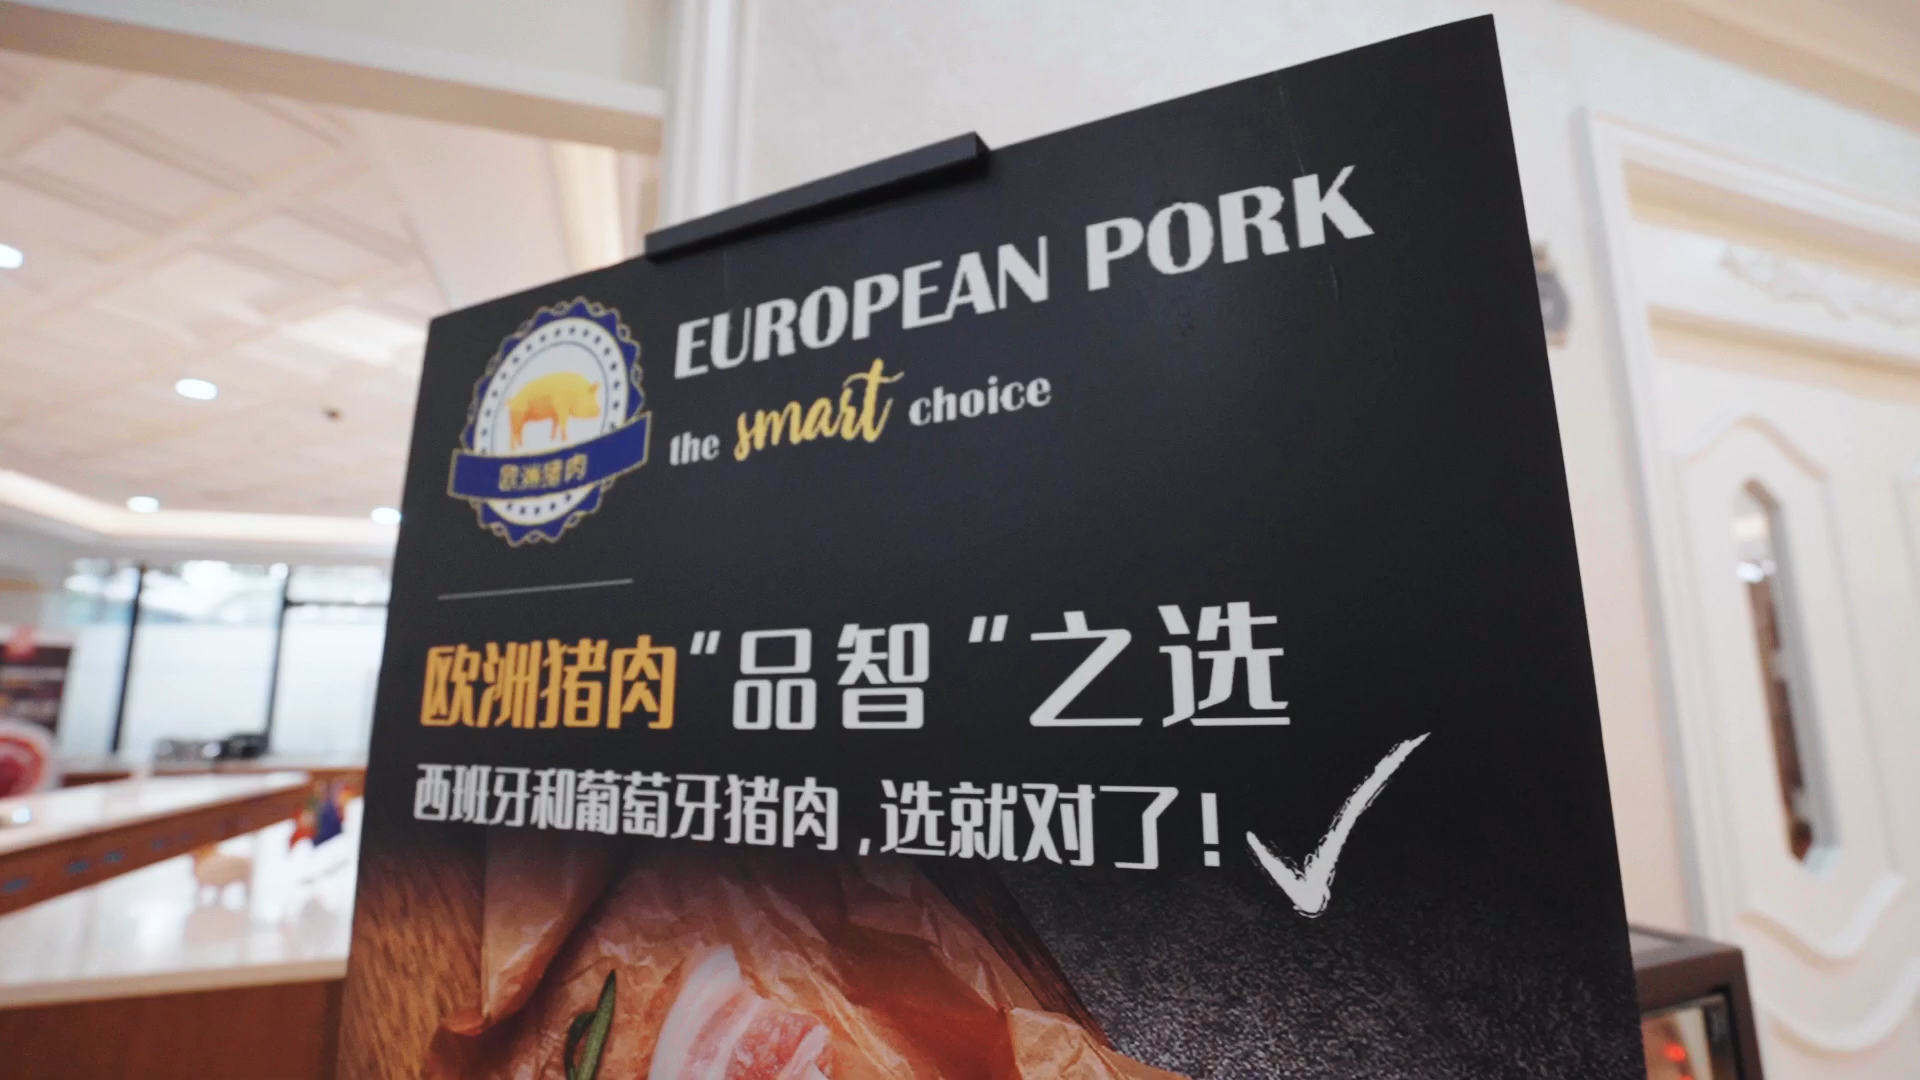 EUROPEAN PORK
the smart choice
欧洲猪肉
欧洲猪肉"品智"之选
西班牙和葡萄牙猪肉,选就对了!